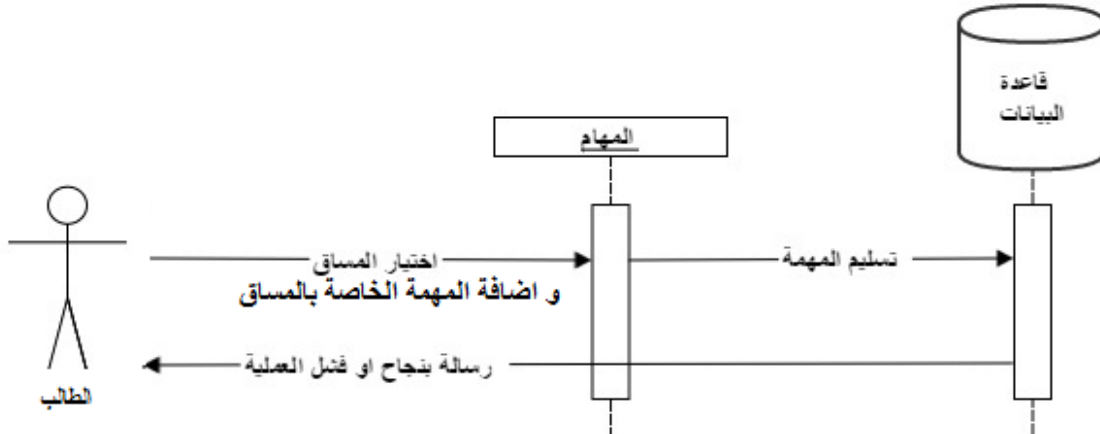 قاعدة
البيانات
المهام
اختيار المساق
و اضافة المهمة الخاصة بالمساق
تسليم المهمة
رسالة بنجاح او فشل العملية
الطالب